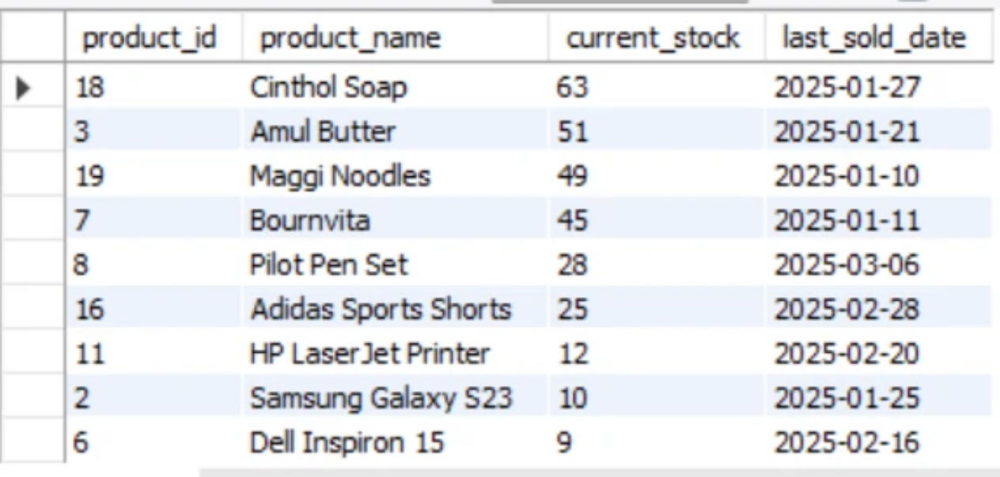 product_id product_name current_stock last_sold_date
18 Cinthol Soap 63 2025-01-27
3 Amul Butter 51 2025-01-21
19 Maggi Noodles 49 2025-01-10
7 Bournvita 45 2025-01-11
8 Pilot Pen Set 28 2025-03-06
16 Adidas Sports Shorts 25 2025-02-28
11 HP LaserJet Printer 12 2025-02-20
2 Samsung Galaxy S23 10 2025-01-25
6 Dell Inspiron 15 9 2025-02-16